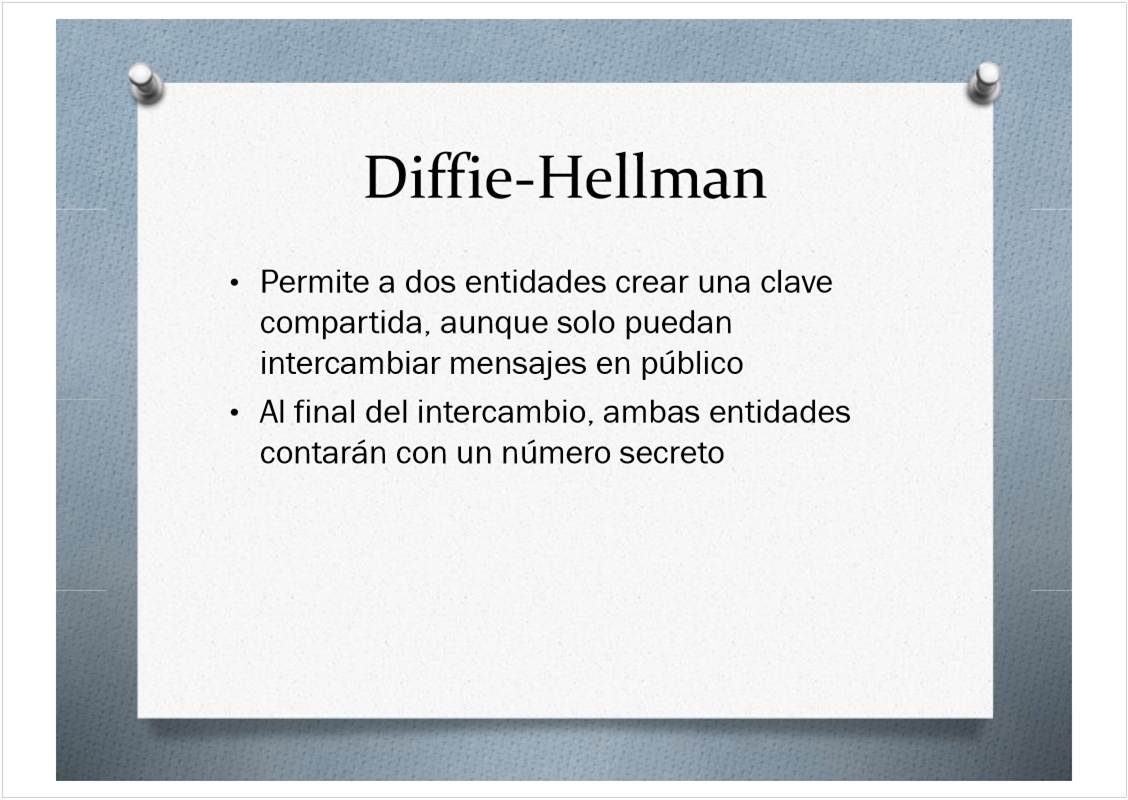 Diffie-Hellman
• Permite a dos entidades crear una clave
compartida, aunque solo puedan
intercambiar mensajes en público
• Al final del intercambio, ambas entidades
contarán con un número secreto